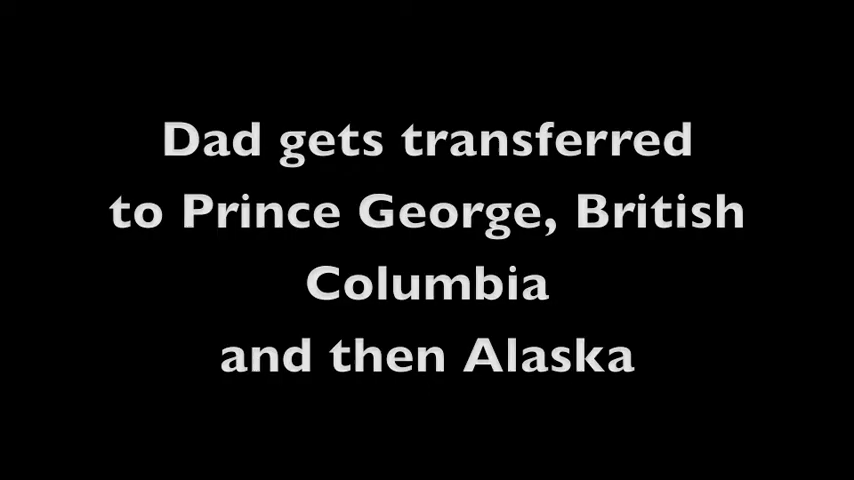 Dad gets transferred
to Prince George, British
Columbia
and then Alaska